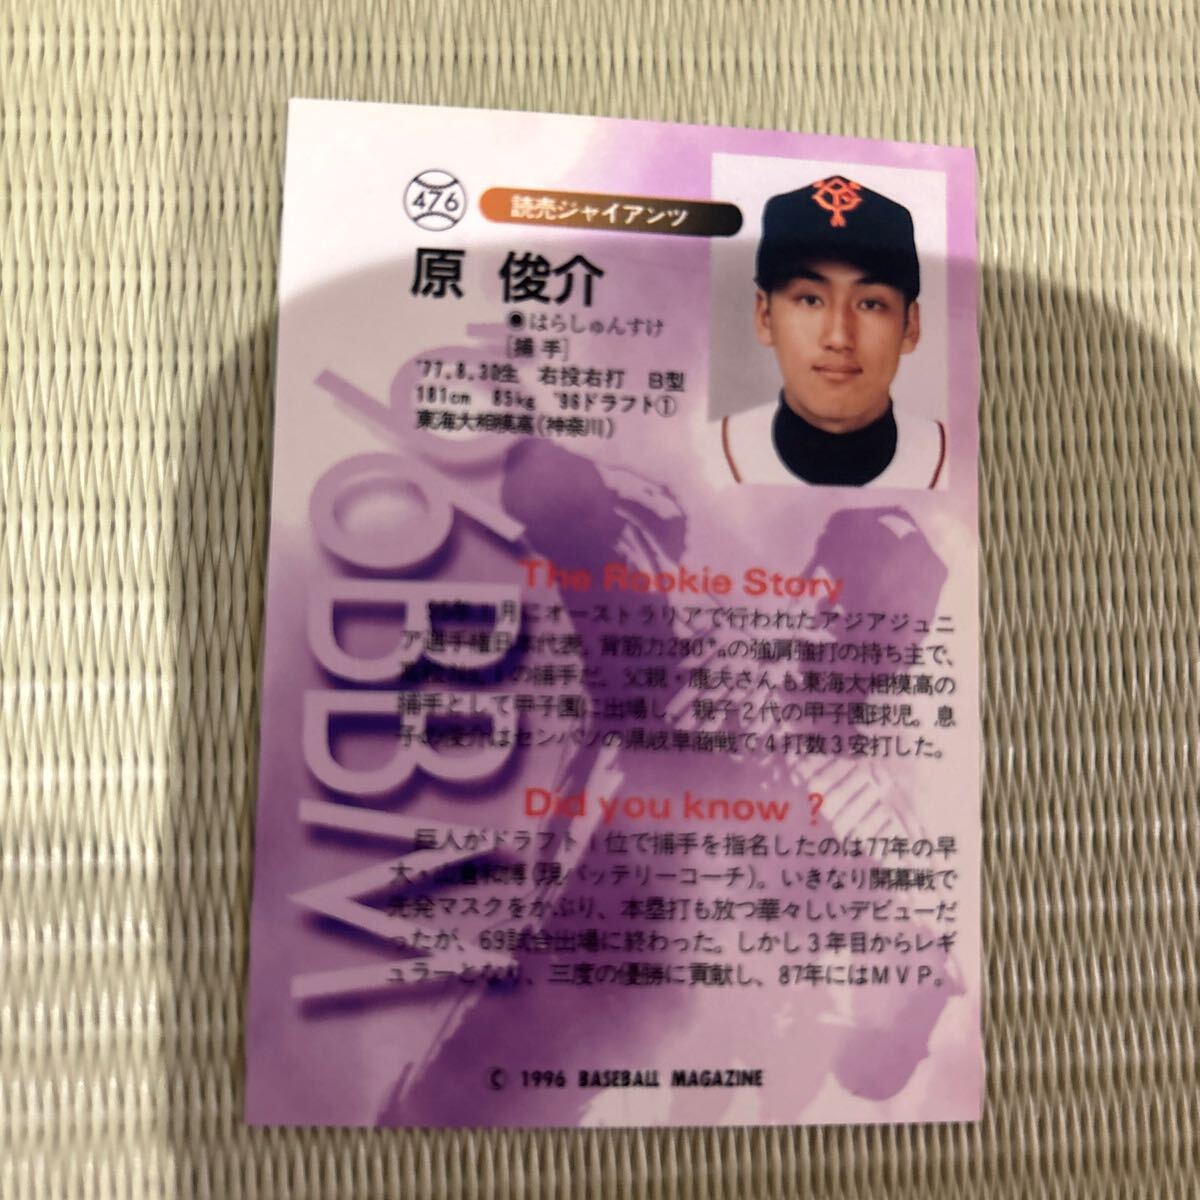 476
読売ジャイアンツ
原 俊介
●はらしゅんすけ
[捕手]
'77.8.30生 右投右打 B型
181cm 85kg '96ドラフト①
東海大相模高(神奈川)
'96BBM
The Rookie Story
月にオーストラリアで行われたアジアジュニ
ア選手権日本代表。背筋力280㎏の強肩強打の持ち主で、
の捕手だ。父親・康夫さんも東海大相模高の
捕手として甲子園に出場し、親子2代の甲子園球児。息
子の俊介はセンバツの県岐阜商戦で4打数3安打した。
Did you know ?
巨人がドラフト1位で捕手を指名したのは77年の早
大・山倉和博(現バッテリーコーチ)。いきなり開幕戦で
先発マスクをかぶり、本塁打も放つ華々しいデビューだ
ったが、69試合出場に終わった。しかし3年目からレギ
ュラーとなり、三度の優勝に貢献し、87年にはMVP。
© 1996 BASEBALL MAGAZINE